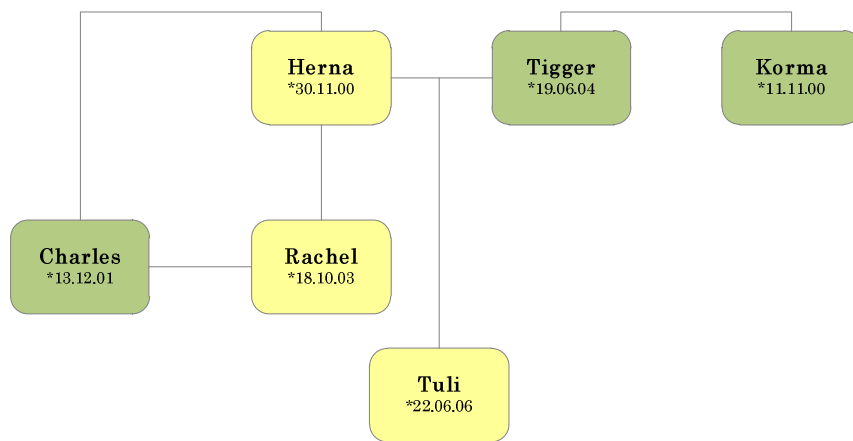 Herna
*30.11.00
Tigger
*19.06.04
Korma
*11.11.00
Charles
*13.12.01
Rachel
*18.10.03
Tuli
*22.06.06